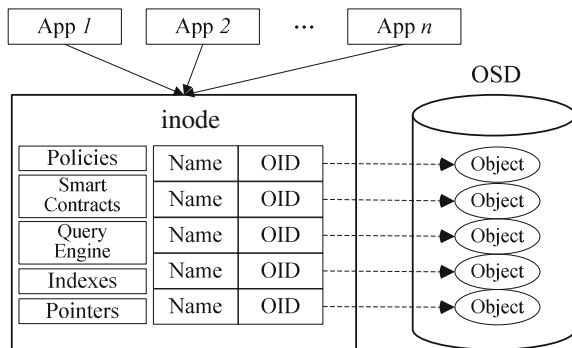 App 1 App 2 ... App n
OSD
inode
Policies
Smart
Contracts
Query
Engine
Indexes
Pointers
Name OID Object
Name OID Object
Name OID Object
Name OID Object
Name OID Object